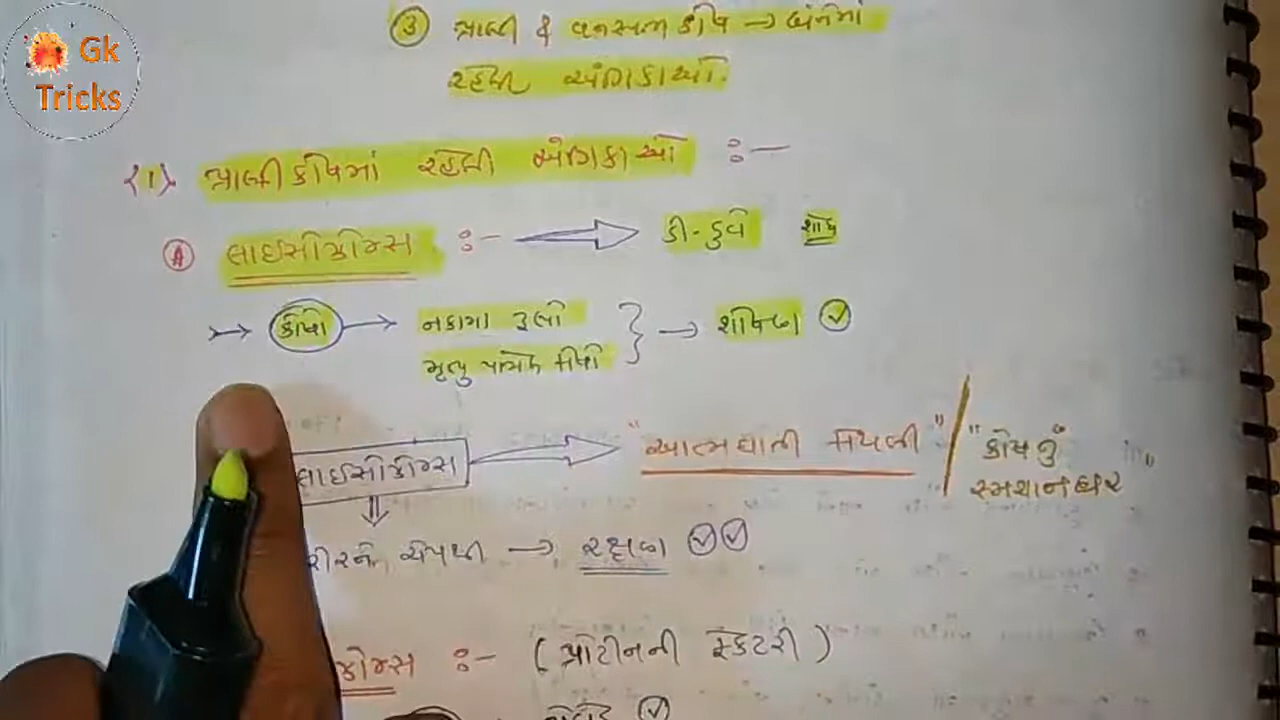 Gk
Tricks
③ પ્રાણી & વનસ્પતિ કોષ → બંનેમાં
રહેલી અંગિકાઓ.
{1} પ્રાણીકોષમાં રહેલી અંગિકાઓ :-
Ⓐ લાઇસોઝોમ્સ :- ડી-ડુવે શોધ
કોષો → નકામા
મૃત્યુ પામેલ → શોષણ
લાઇસોઝોમ્સ "આત્મઘાતી થેલી" / "કોષનું
સ્મશાનઘર"
→ રક્ષણ
ઝોમ્સ :- (પ્રોટીનની ફેક્ટરી)